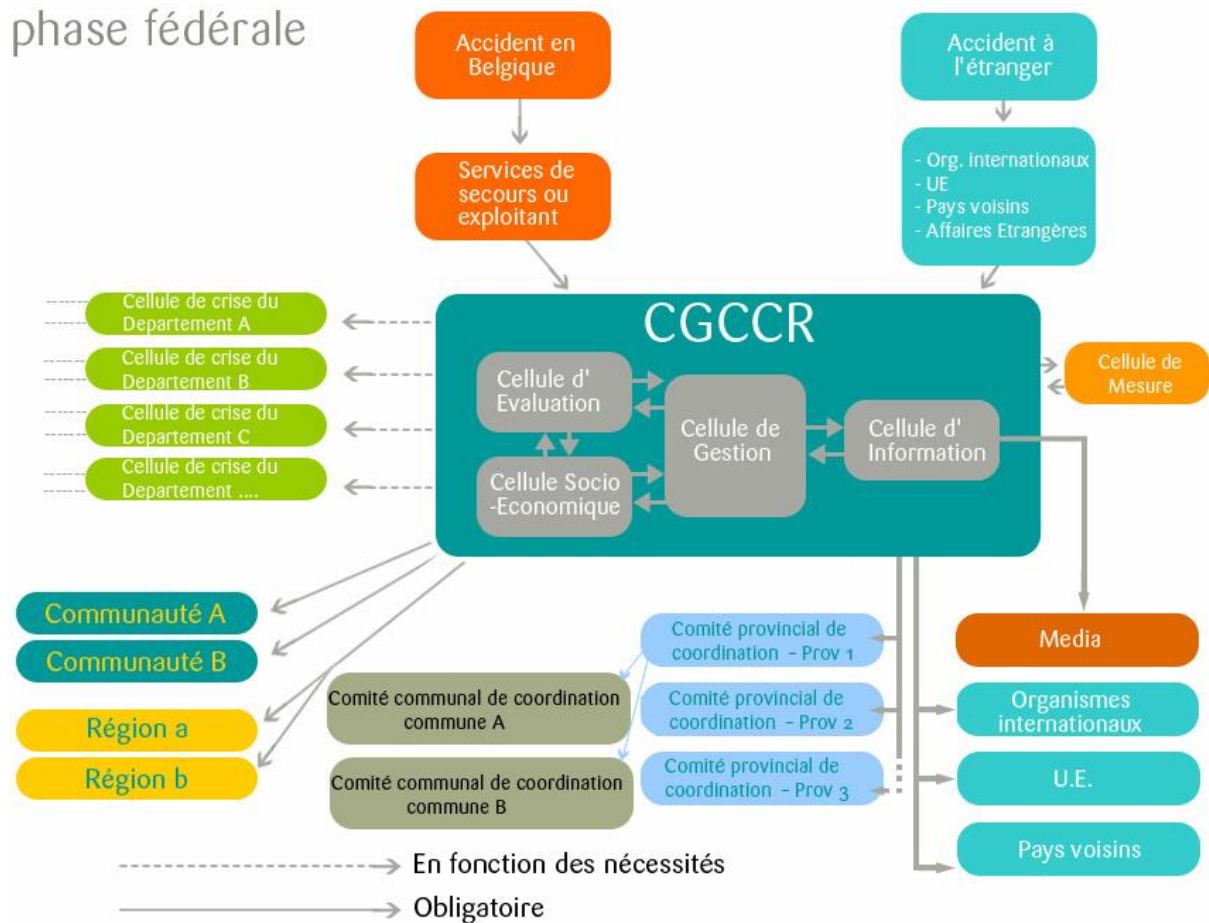 phase fédérale
Accident en
Belgique
Accident à
l'étranger
Services de
secours ou
exploitant
- Org. internationaux
- UE
- Pays voisins
- Affaires Etrangères
Cellule de crise du
Departement A
Cellule de crise du
Departement B
Cellule de crise du
Departement C
Cellule de crise du
Departement ....
CGCCR
Cellule d'
Evaluation
Cellule de
Gestion
Cellule d'
Information
Cellule Socio
-Economique
Cellule de
Mesure
Communauté A
Communauté B
Région a
Région b
Comité provincial de
coordination - Prov 1
Comité provincial de
coordination - Prov 2
Comité provincial de
coordination - Prov 3
Comité communal de coordination
commune A
Comité communal de coordination
commune B
Media
Organismes
internationaux
U.E.
Pays voisins
En fonction des nécessités
Obligatoire